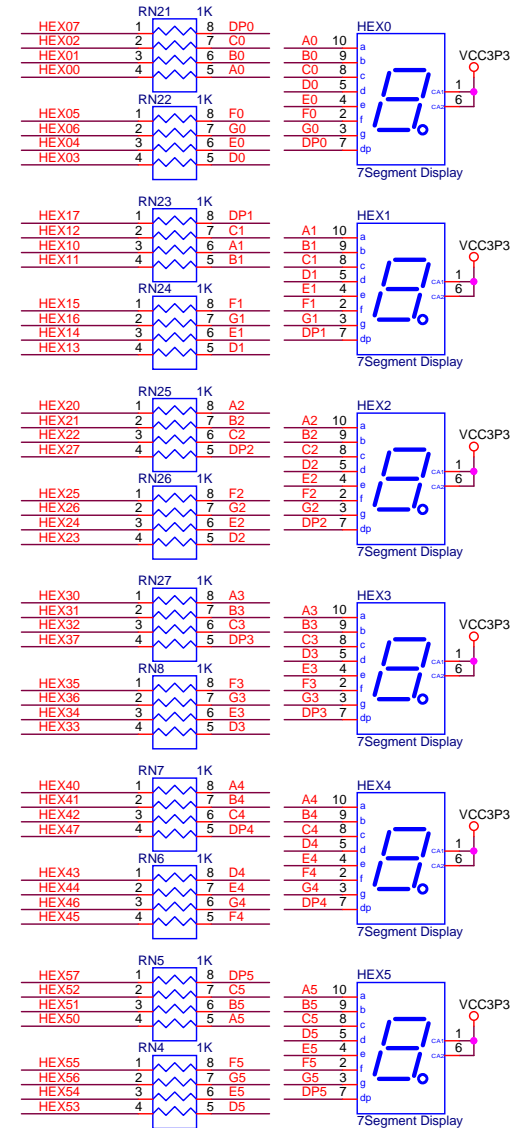 RN21 1K HEX0
HEX07 1 8 DP0
HEX02 2 7 C0 A0 10 a VCC3P3
HEX01 3 6 B0 B0 9 b
HEX00 4 5 A0 C0 8 c
D0 5 d CA1 1
RN22 1K E0 4 e CA2 6
HEX05 1 8 F0 F0 2 f
HEX06 2 7 G0 G0 3 g
HEX04 3 6 E0 DP0 7 dp
HEX03 4 5 D0
7Segment Display
RN23 1K HEX1
HEX17 1 8 DP1
HEX12 2 7 C1 A1 10 a VCC3P3
HEX10 3 6 A1 B1 9 b
HEX11 4 5 B1 C1 8 c
D1 5 d CA1 1
RN24 1K E1 4 e CA2 6
HEX15 1 8 F1 F1 2 f
HEX16 2 7 G1 G1 3 g
HEX14 3 6 E1 DP1 7 dp
HEX13 4 5 D1
7Segment Display
RN25 1K HEX2
HEX20 1 8 A2
HEX21 2 7 B2 A2 10 a VCC3P3
HEX22 3 6 C2 B2 9 b
HEX27 4 5 DP2 C2 8 c
D2 5 d CA1 1
RN26 1K E2 4 e CA2 6
HEX25 1 8 F2 F2 2 f
HEX26 2 7 G2 G2 3 g
HEX24 3 6 E2 DP2 7 dp
HEX23 4 5 D2
7Segment Display
RN27 1K HEX3
HEX30 1 8 A3
HEX31 2 7 B3 A3 10 a VCC3P3
HEX32 3 6 C3 B3 9 b
HEX37 4 5 DP3 C3 8 c
D3 5 d CA1 1
RN8 1K E3 4 e CA2 6
HEX35 1 8 F3 F3 2 f
HEX36 2 7 G3 G3 3 g
HEX34 3 6 E3 DP3 7 dp
HEX33 4 5 D3
7Segment Display
RN7 1K HEX4
HEX40 1 8 A4
HEX41 2 7 B4 A4 10 a VCC3P3
HEX42 3 6 C4 B4 9 b
HEX47 4 5 DP4 C4 8 c
D4 5 d CA1 1
RN6 1K E4 4 e CA2 6
HEX43 1 8 D4 F4 2 f
HEX44 2 7 E4 G4 3 g
HEX46 3 6 G4 DP4 7 dp
HEX45 4 5 F4
7Segment Display
RN5 1K HEX5
HEX57 1 8 DP5
HEX52 2 7 C5 A5 10 a VCC3P3
HEX51 3 6 B5 B5 9 b
HEX50 4 5 A5 C5 8 c
D5 5 d CA1 1
RN4 1K E5 4 e CA2 6
HEX55 1 8 F5 F5 2 f
HEX56 2 7 G5 G5 3 g
HEX54 3 6 E5 DP5 7 dp
HEX53 4 5 D5
7Segment Display